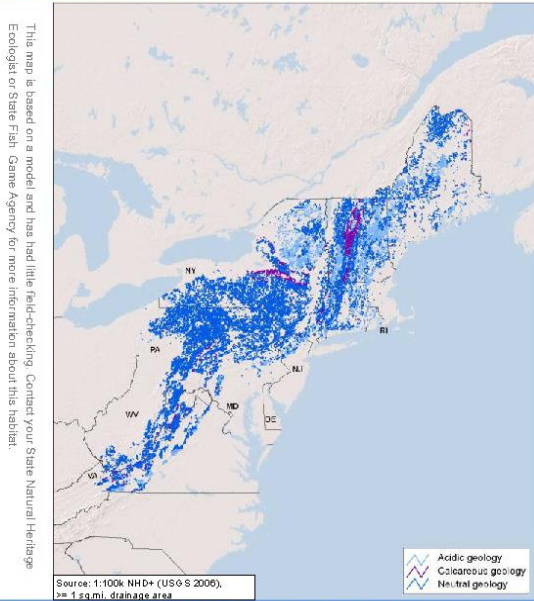 This map is based on a model and has had little field-checking. Contact your State Natural Heritage
Ecologist or State Fish Game Agency for more information about this habitat.
NY
PA
RI
NJ
MD
DE
WV
VA
Acidic geology
Calcareous geology
Neutral geology
Source: 1:100k NHD+ (USGS 2006),
>= 1 sq.mi. drainage area